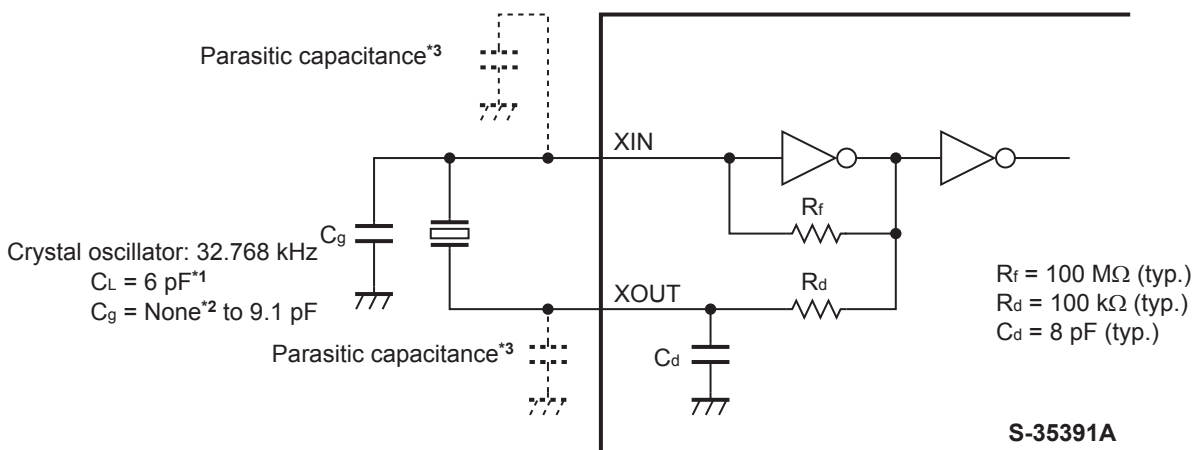 Parasitic capacitance*3
XIN
Rf
Cg
Crystal oscillator: 32.768 kHz
CL = 6 pF*1
Cg = None*2 to 9.1 pF
XOUT
Rd
Rf = 100 MΩ (typ.)
Rd = 100 kΩ (typ.)
Cd = 8 pF (typ.)
Parasitic capacitance*3
Cd
S-35391A